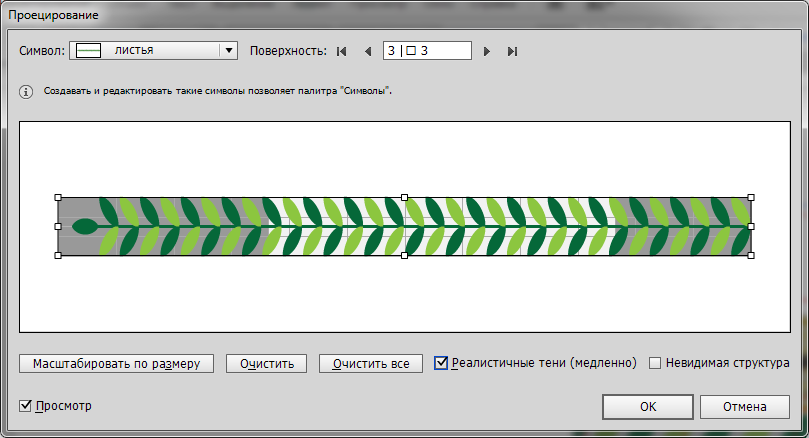 Проецирование
Символ: листья Поверхность: 3 |□ 3
Создавать и редактировать такие символы позволяет палитра "Символы".
Масштабировать по размеру Очистить Очистить все Реалистичные тени (медленно) Невидимая структура
Просмотр OK Отмена